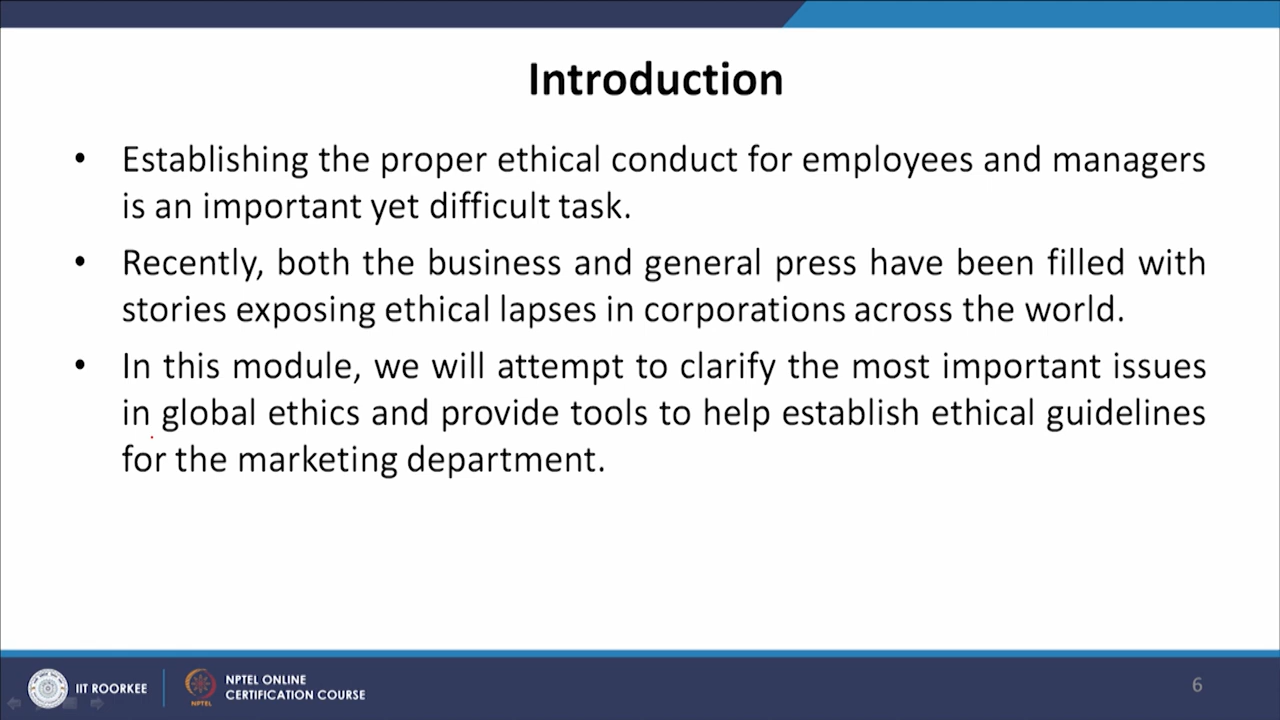 Introduction
• Establishing the proper ethical conduct for employees and managers
is an important yet difficult task.
• Recently, both the business and general press have been filled with
stories exposing ethical lapses in corporations across the world.
• In this module, we will attempt to clarify the most important issues
in global ethics and provide tools to help establish ethical guidelines
for the marketing department.
IIT ROORKEE
NPTEL
NPTEL ONLINE
CERTIFICATION COURSE
6